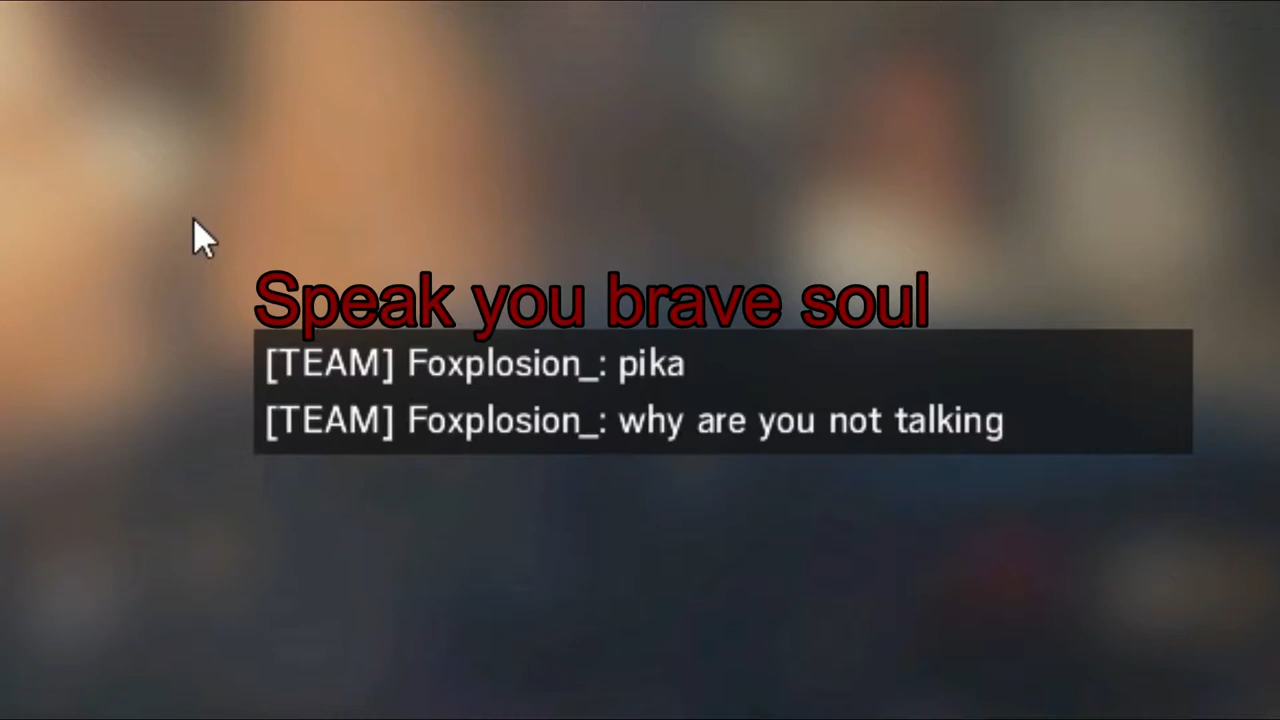 Speak you brave soul
[TEAM] Foxplosion_: pika
[TEAM] Foxplosion_: why are you not talking